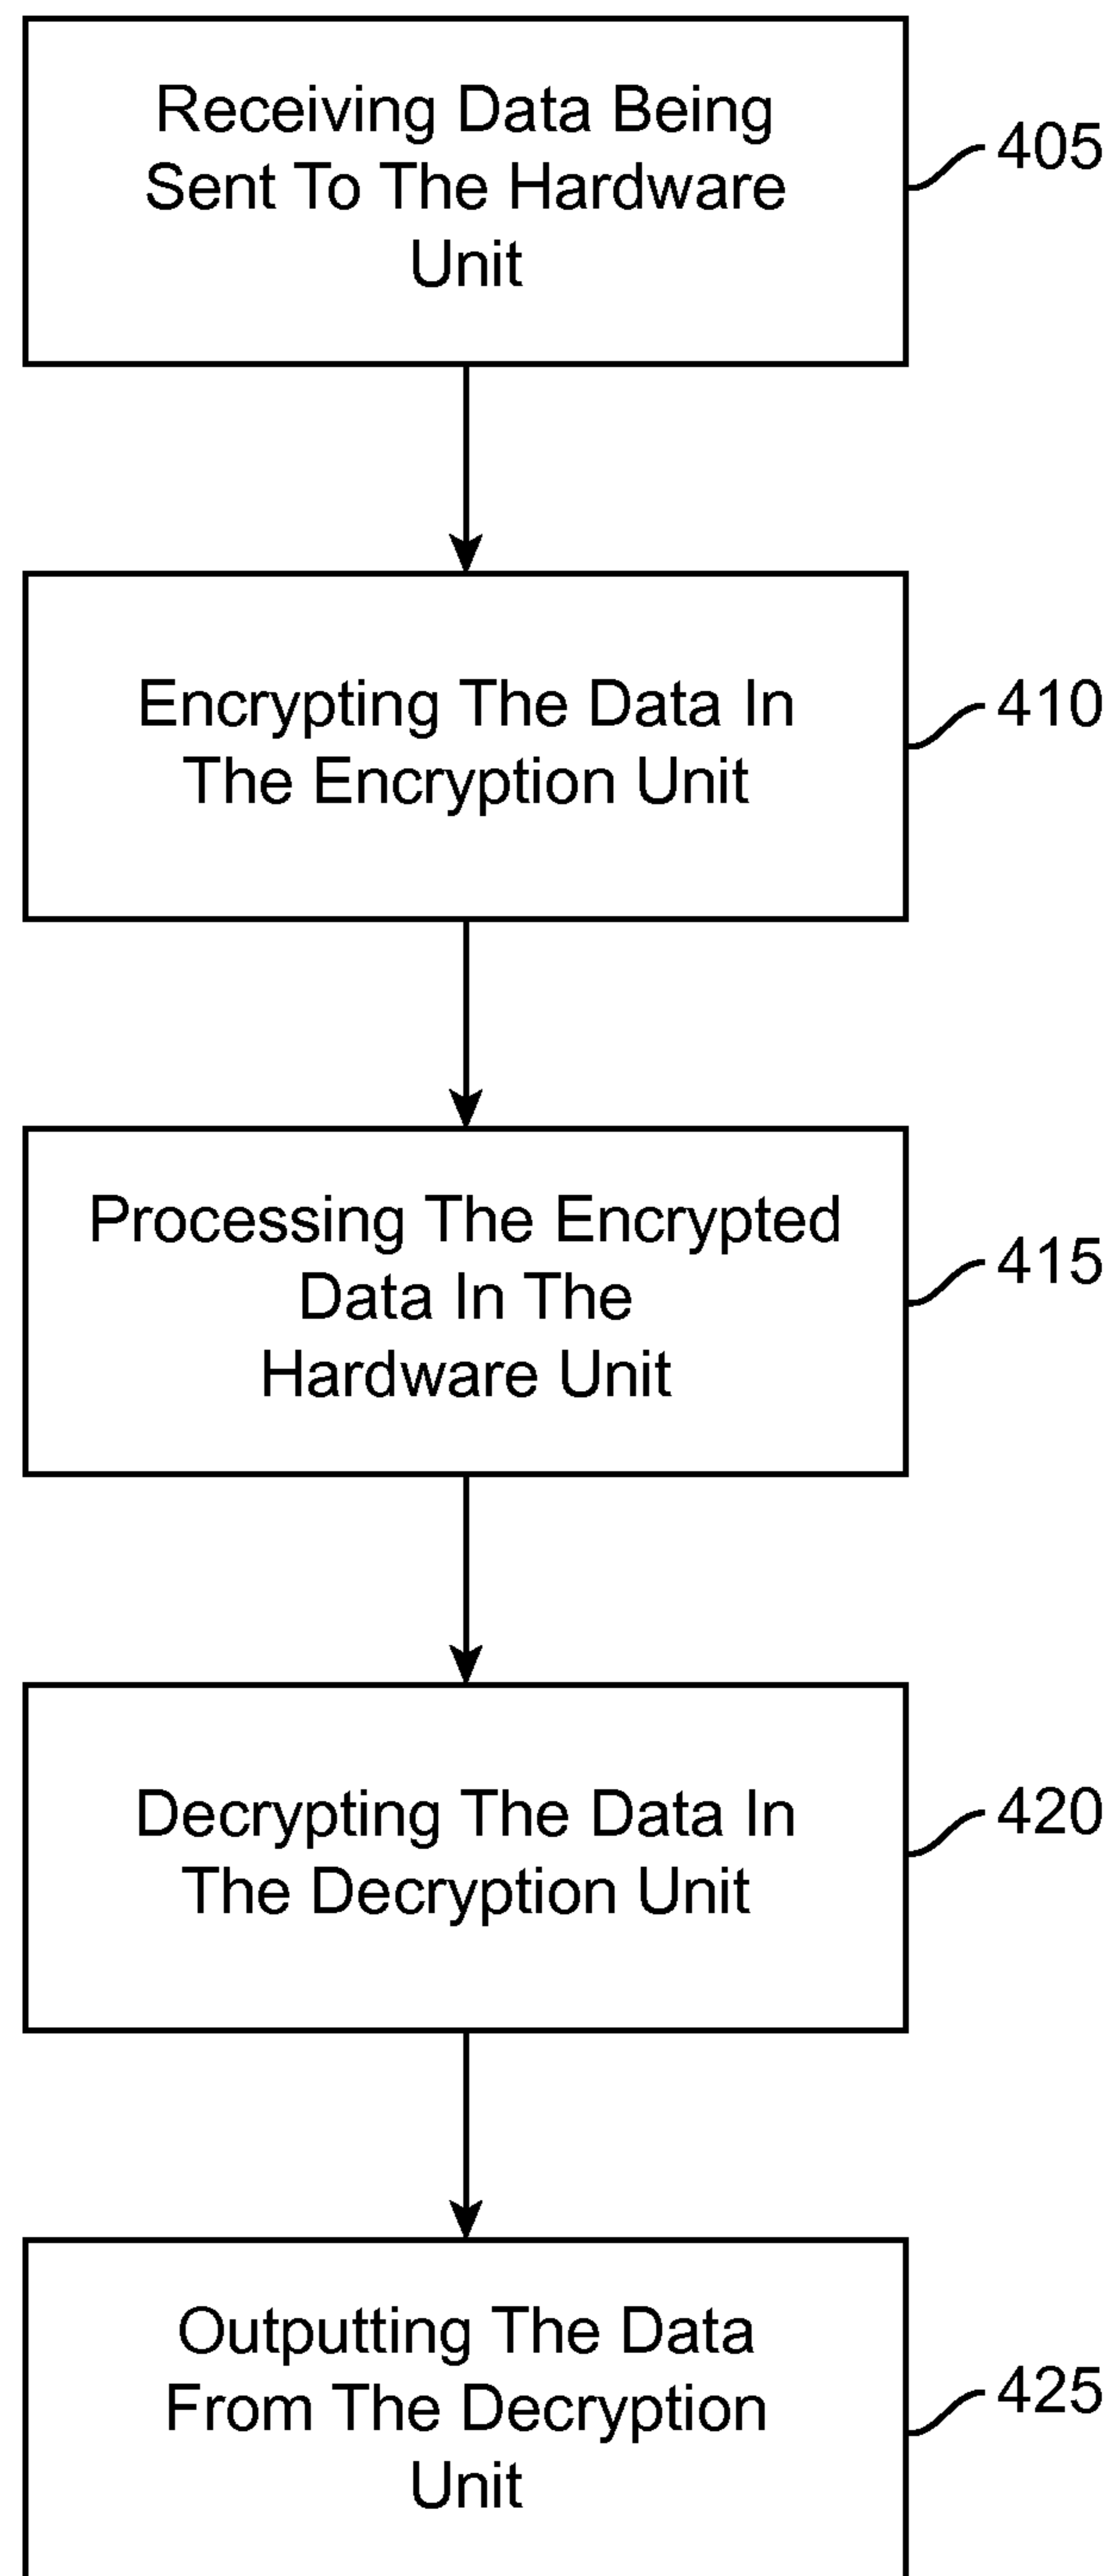 Receiving Data Being
Sent To The Hardware
Unit
405
Encrypting The Data In
The Encryption Unit
410
Processing The Encrypted
Data In The
Hardware Unit
415
Decrypting The Data In
The Decryption Unit
420
Outputting The Data
From The Decryption
Unit
425